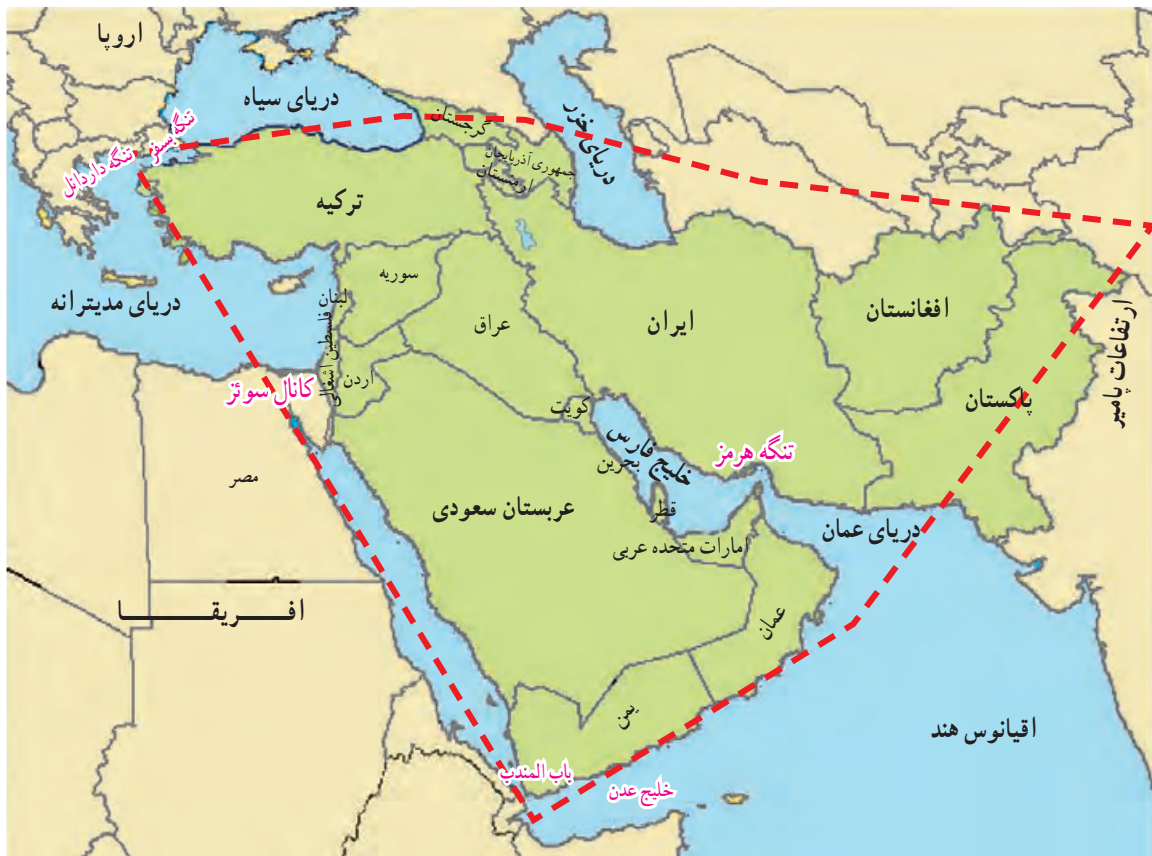 اروپا
دریای سیاه
تنگه بسفر
تنگه داردانل
گرجستان
جمهوری آذربایجان
ارمنستان
دریای خزر
ترکیه
سوریه
لبنان
فلسطین اشغالی
دریای مدیترانه
عراق
ایران
افغانستان
ارتفاعات پامیر
پاکستان
کانال سوئز
اردن
کویت
خلیج فارس
تنگه هرمز
بحرین
قطر
مصر
عربستان سعودی
امارات متحده عربی
دریای عمان
افــریقــــا
عمان
یمن
اقیانوس هند
باب المندب
خلیج عدن